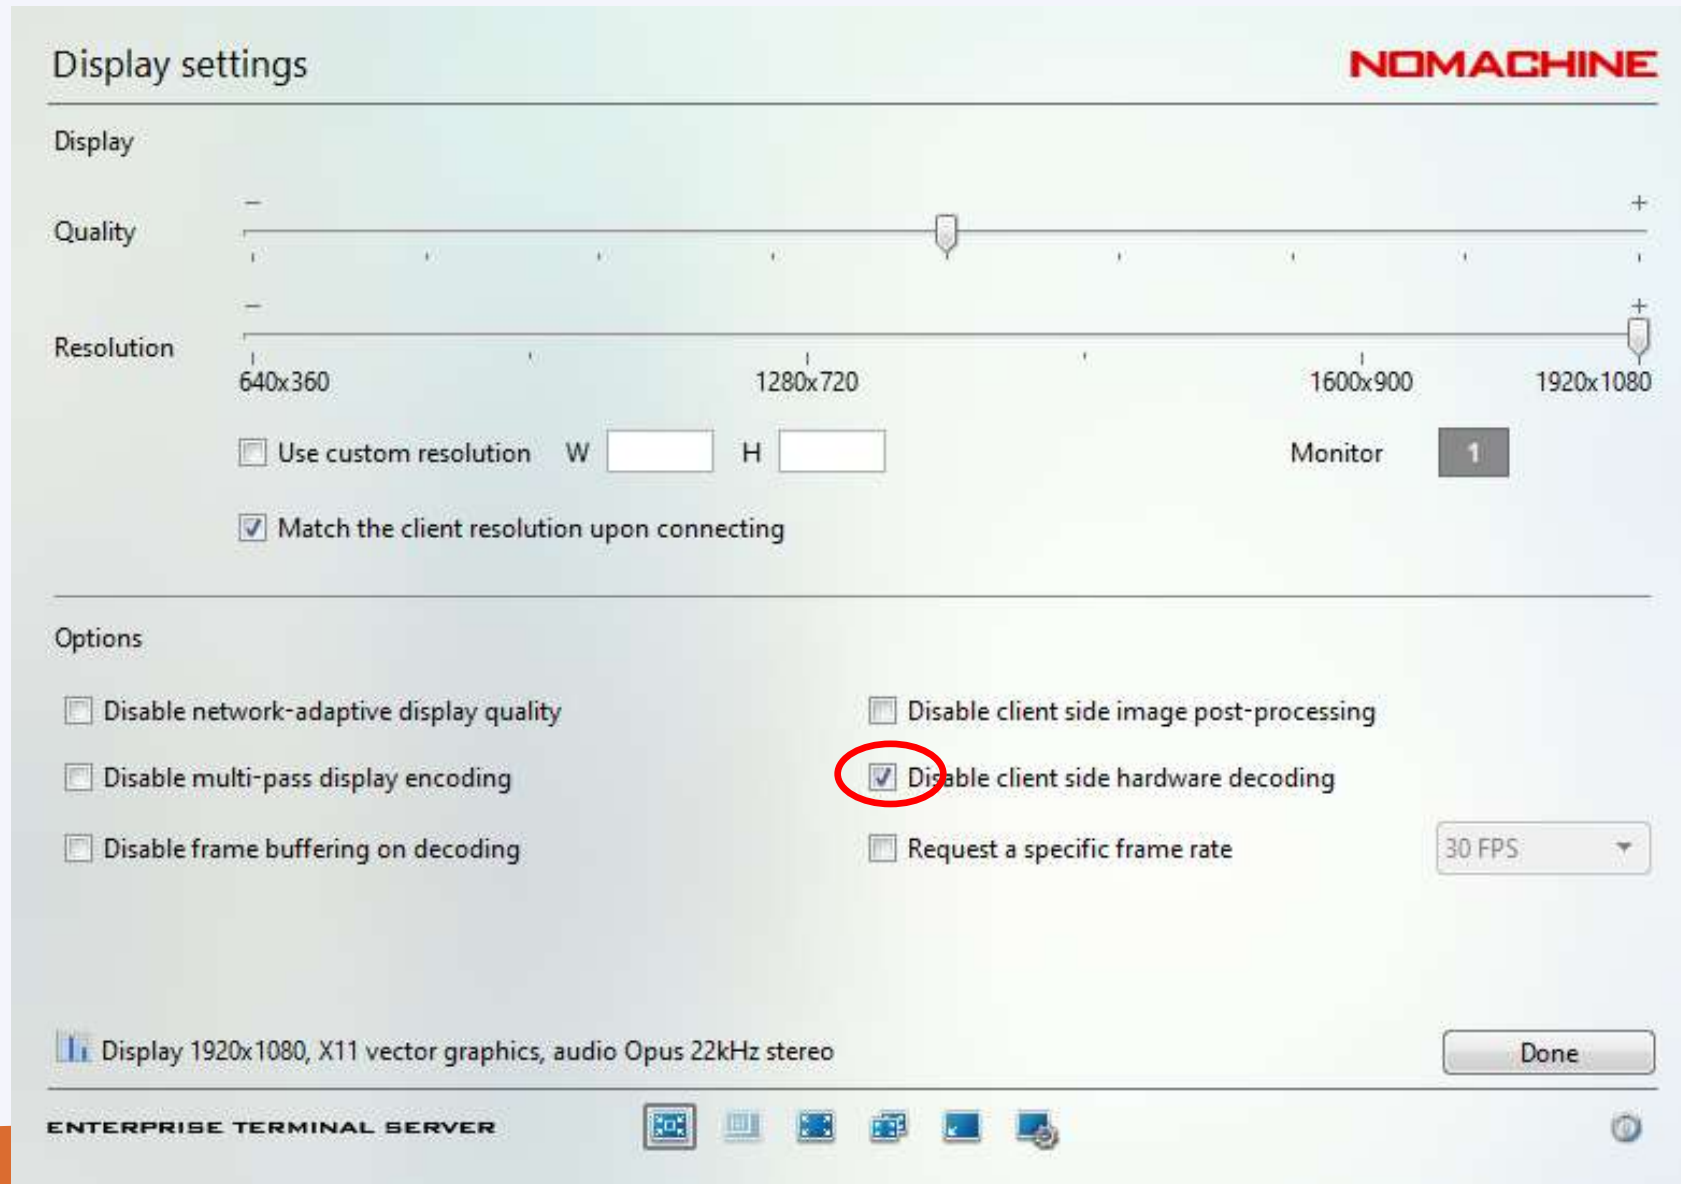 Display settings
NOMACHINE
Display
Quality
- +
Resolution
- +
640x360 1280x720 1600x900 1920x1080
Use custom resolution W H Monitor 1
Match the client resolution upon connecting
Options
Disable network-adaptive display quality
Disable client side image post-processing
Disable multi-pass display encoding
Disable client side hardware decoding
Disable frame buffering on decoding
Request a specific frame rate 30 FPS
Display 1920x1080, X11 vector graphics, audio Opus 22kHz stereo
Done
ENTERPRISE TERMINAL SERVER